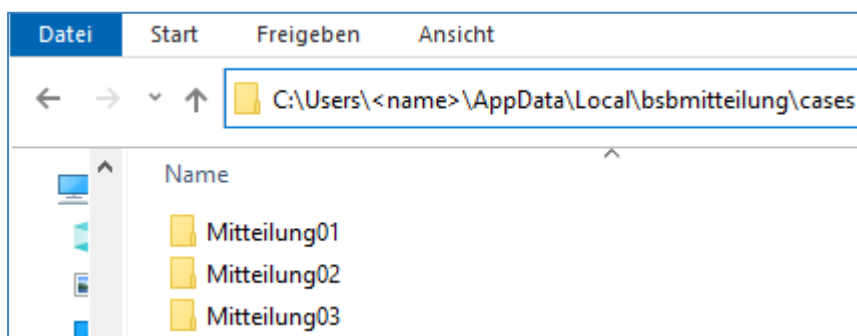 Datei Start Freigeben Ansicht
C:\Users\<name>\AppData\Local\bsbmitteilung\cases
Name
Mitteilung01
Mitteilung02
Mitteilung03